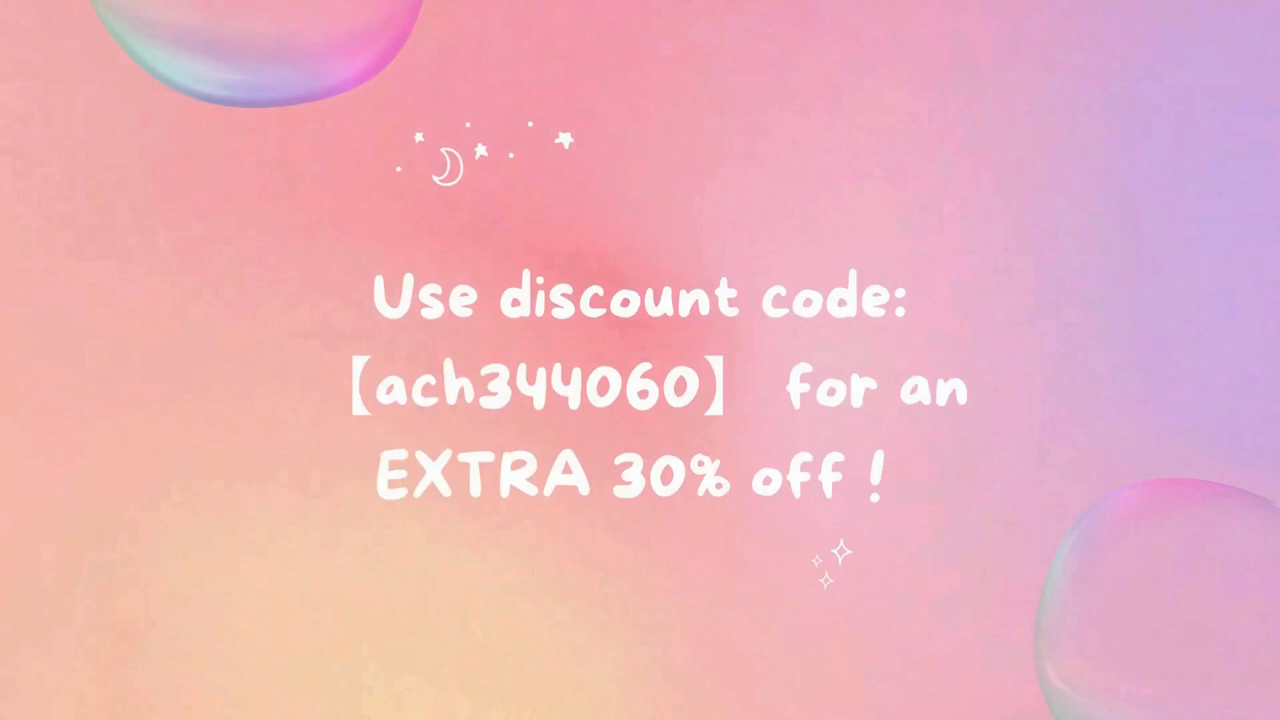 Use discount code:
【ach344060】 for an
EXTRA 30% off !